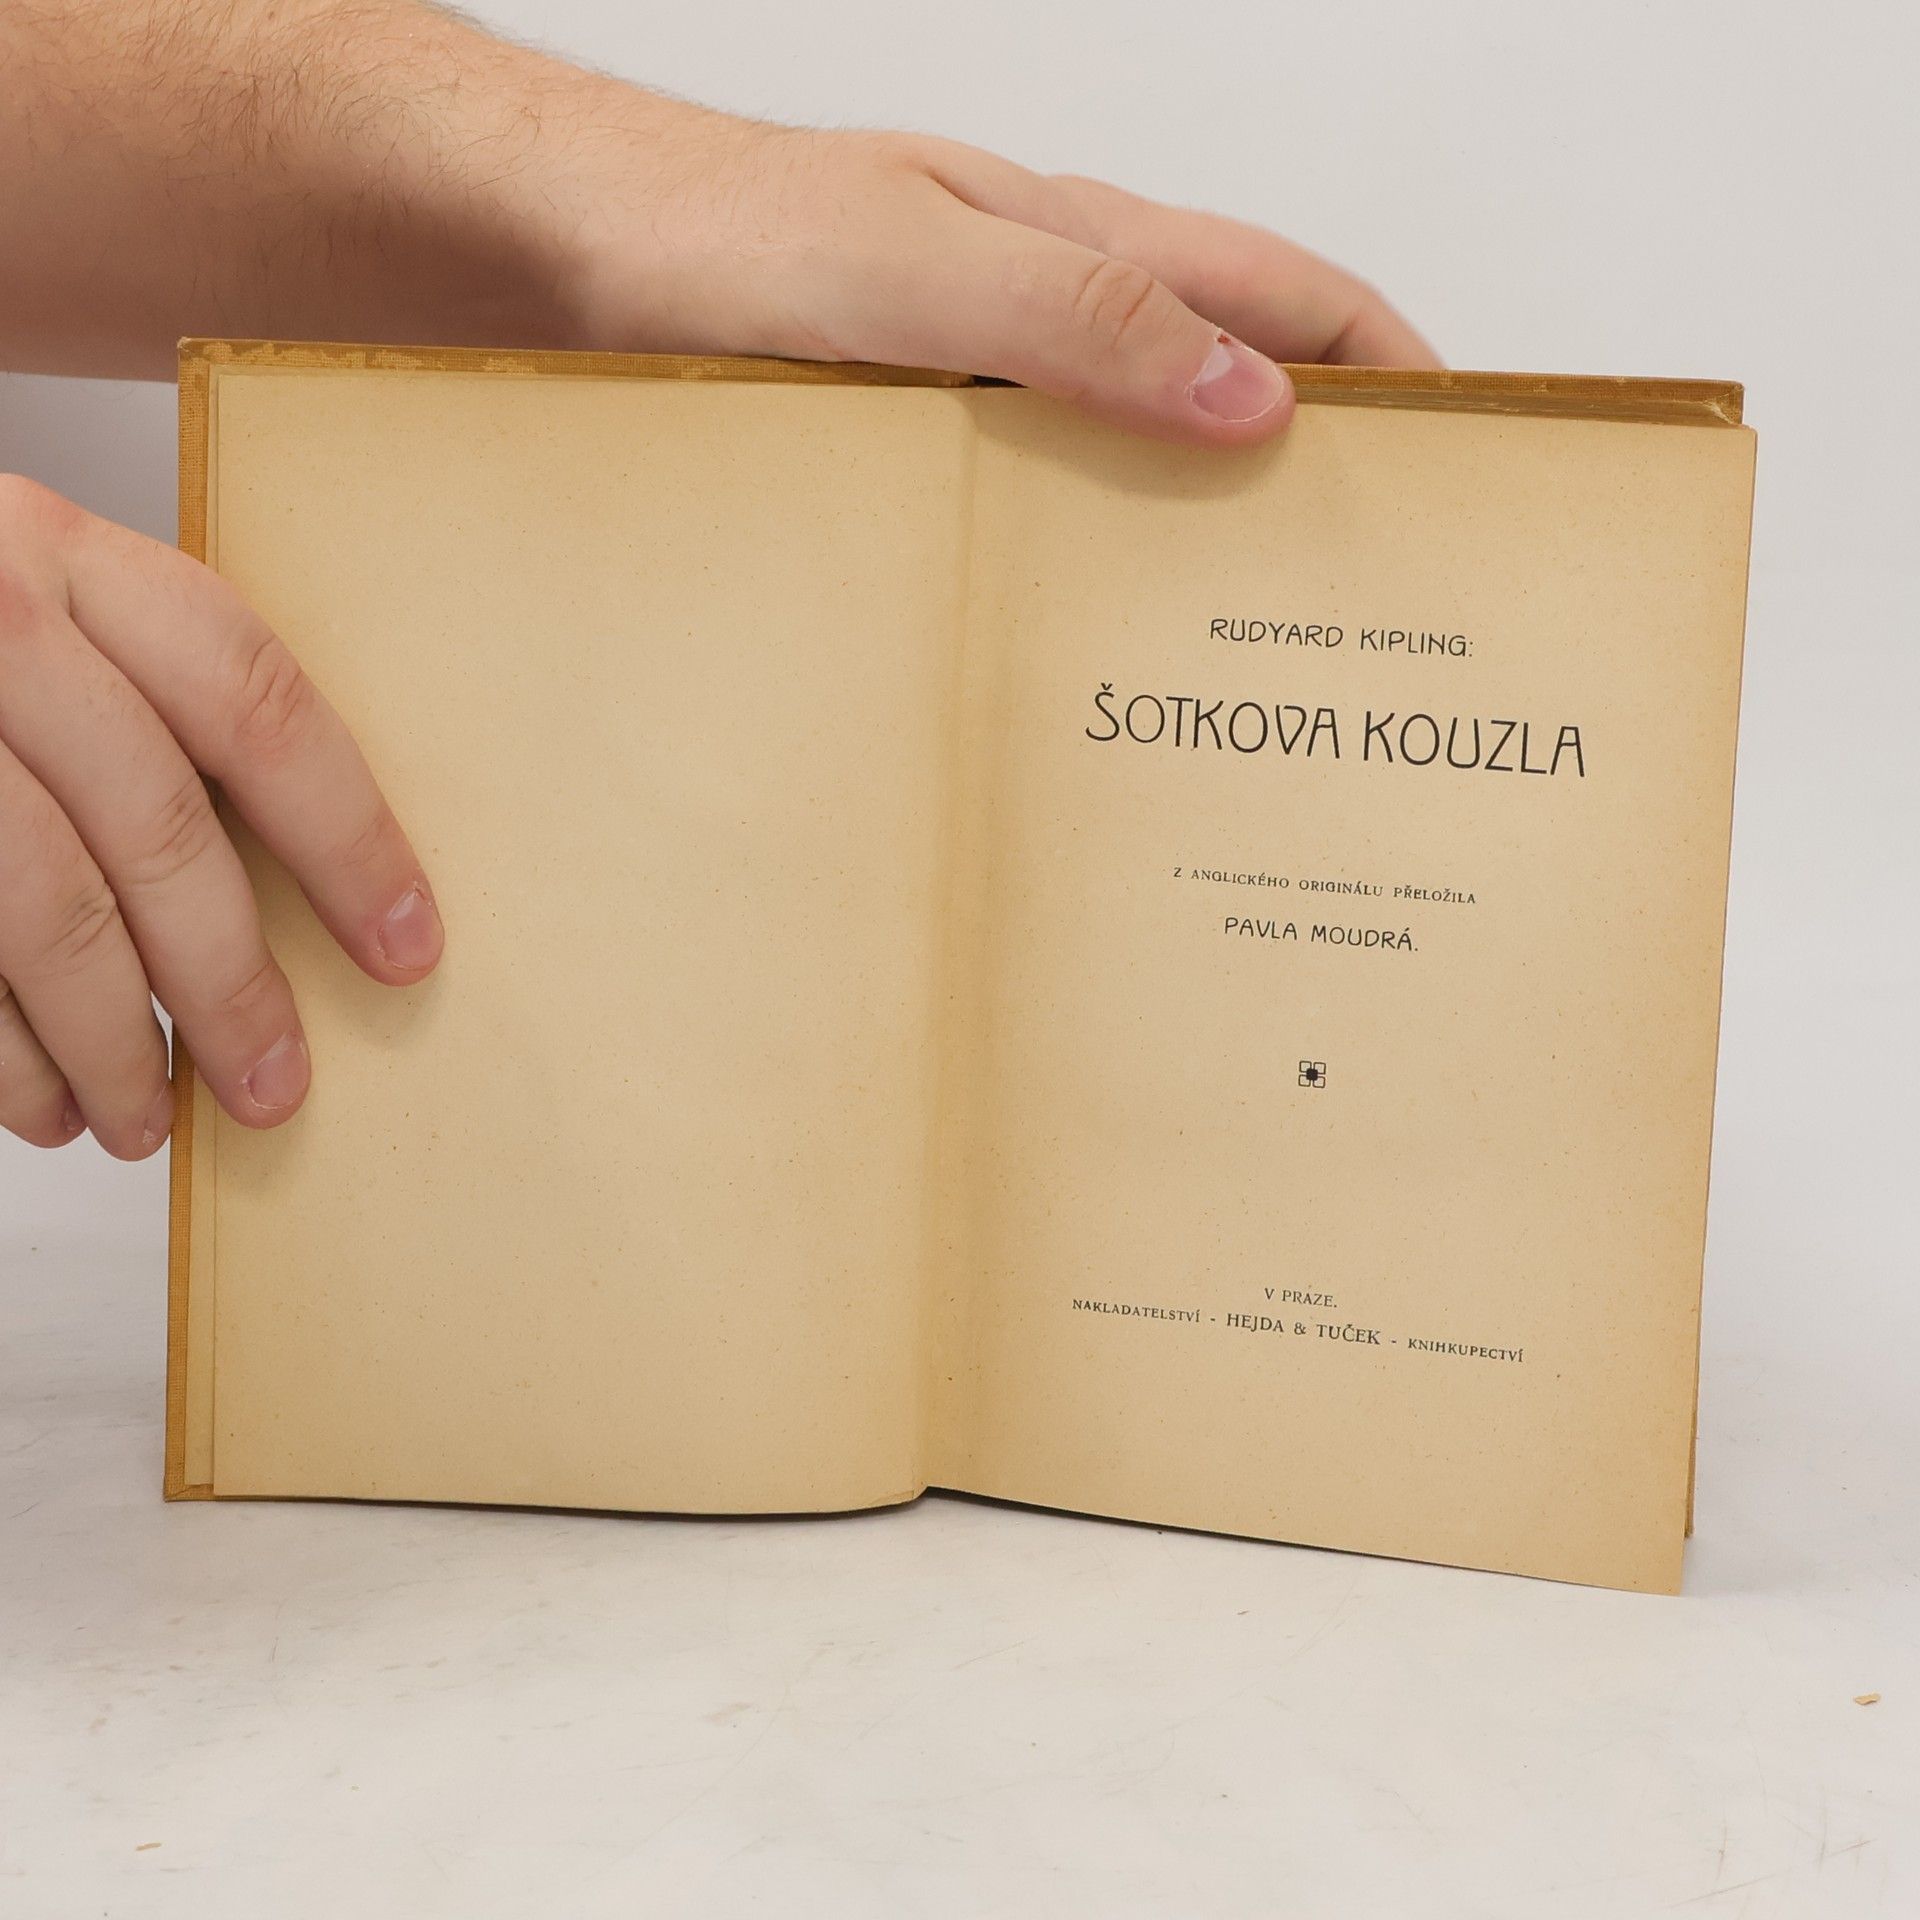 RUDYARD KIPLING:
ŠOTKOVA KOUZLA
Z ANGLICKÉHO ORIGINÁLU PŘELOŽILA
PAVLA MOUDRÁ.
V PRAZE.
NAKLADATELSTVÍ - HEJDA & TUČEK - KNIHKUPECTVÍ